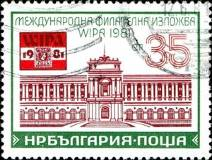 МЕЖДУНАРОДНА ФИЛАТЕЛНА ИЗЛОЖБА
WIPA 1981
WIPA
1981
35
НР БЪЛГАРИЯ·ПОЩА